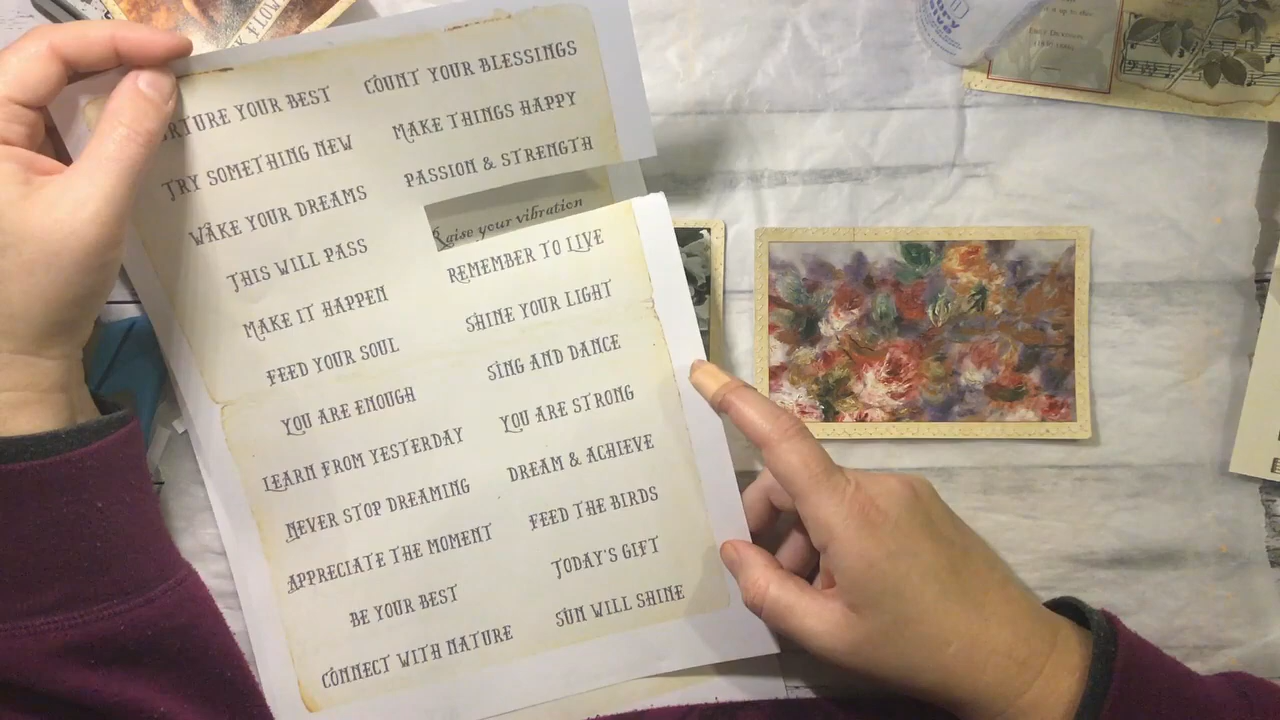 YOUR BEST
TRY SOMETHING NEW
WAKE YOUR DREAMS
THIS WILL PASS
MAKE IT HAPPEN
FEED YOUR SOUL
YOU ARE ENOUGH
LEARN FROM YESTERDAY
NEVER STOP DREAMING
APPRECIATE THE MOMENT
BE YOUR BEST
CONNECT WITH NATURE
COUNT YOUR BLESSINGS
MAKE THINGS HAPPY
PASSION & STRENGTH
Raise your vibration
REMEMBER TO LIVE
SHINE YOUR LIGHT
SING AND DANCE
YOU ARE STRONG
DREAM & ACHIEVE
FEED THE BIRDS
TODAY'S GIFT
SUN WILL SHINE